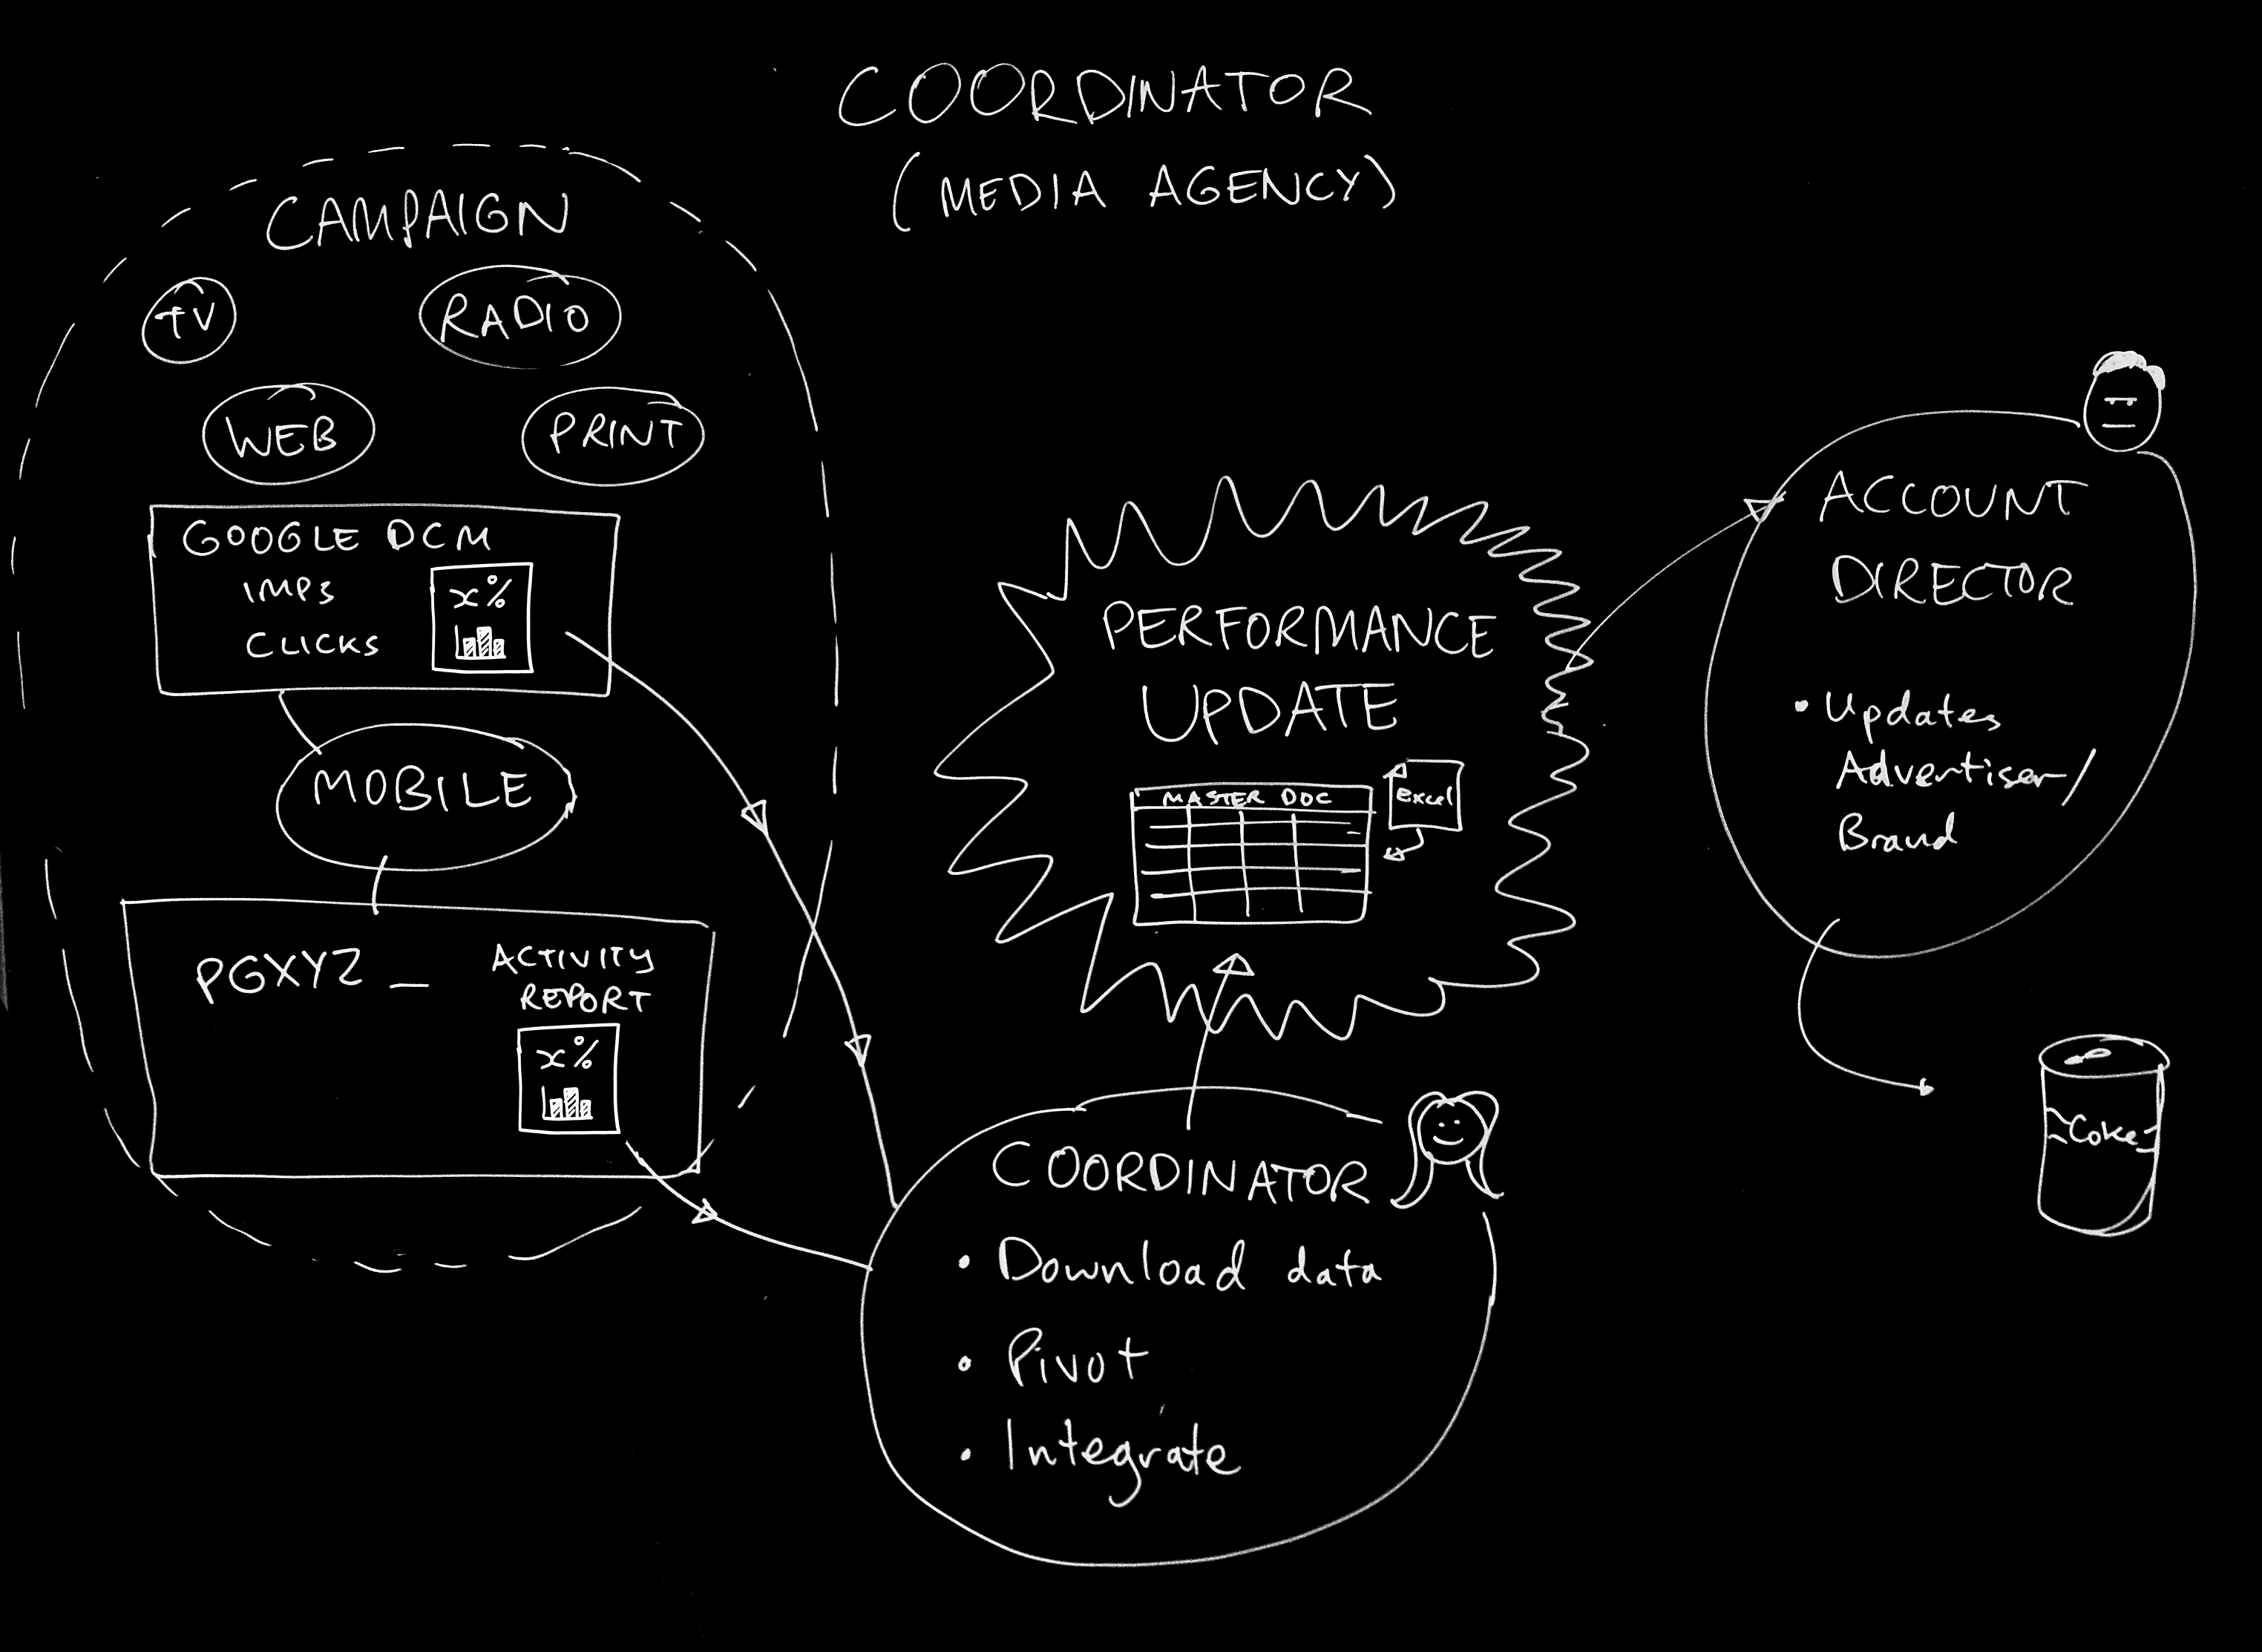 COORDINATOR
(MEDIA AGENCY)
CAMPAIGN
TV
RADIO
WEB
PRINT
GOOGLE DCM
IMPS
CLICKS
x%
MOBILE
PGXYZ _
ACTIVITY
REPORT
x%
PERFORMANCE
UPDATE
MASTER DOC
Excel
COORDINATOR
• Download data
• Pivot
• Integrate
ACCOUNT
DIRECTOR
• Updates
Advertiser/
Brand
Coke